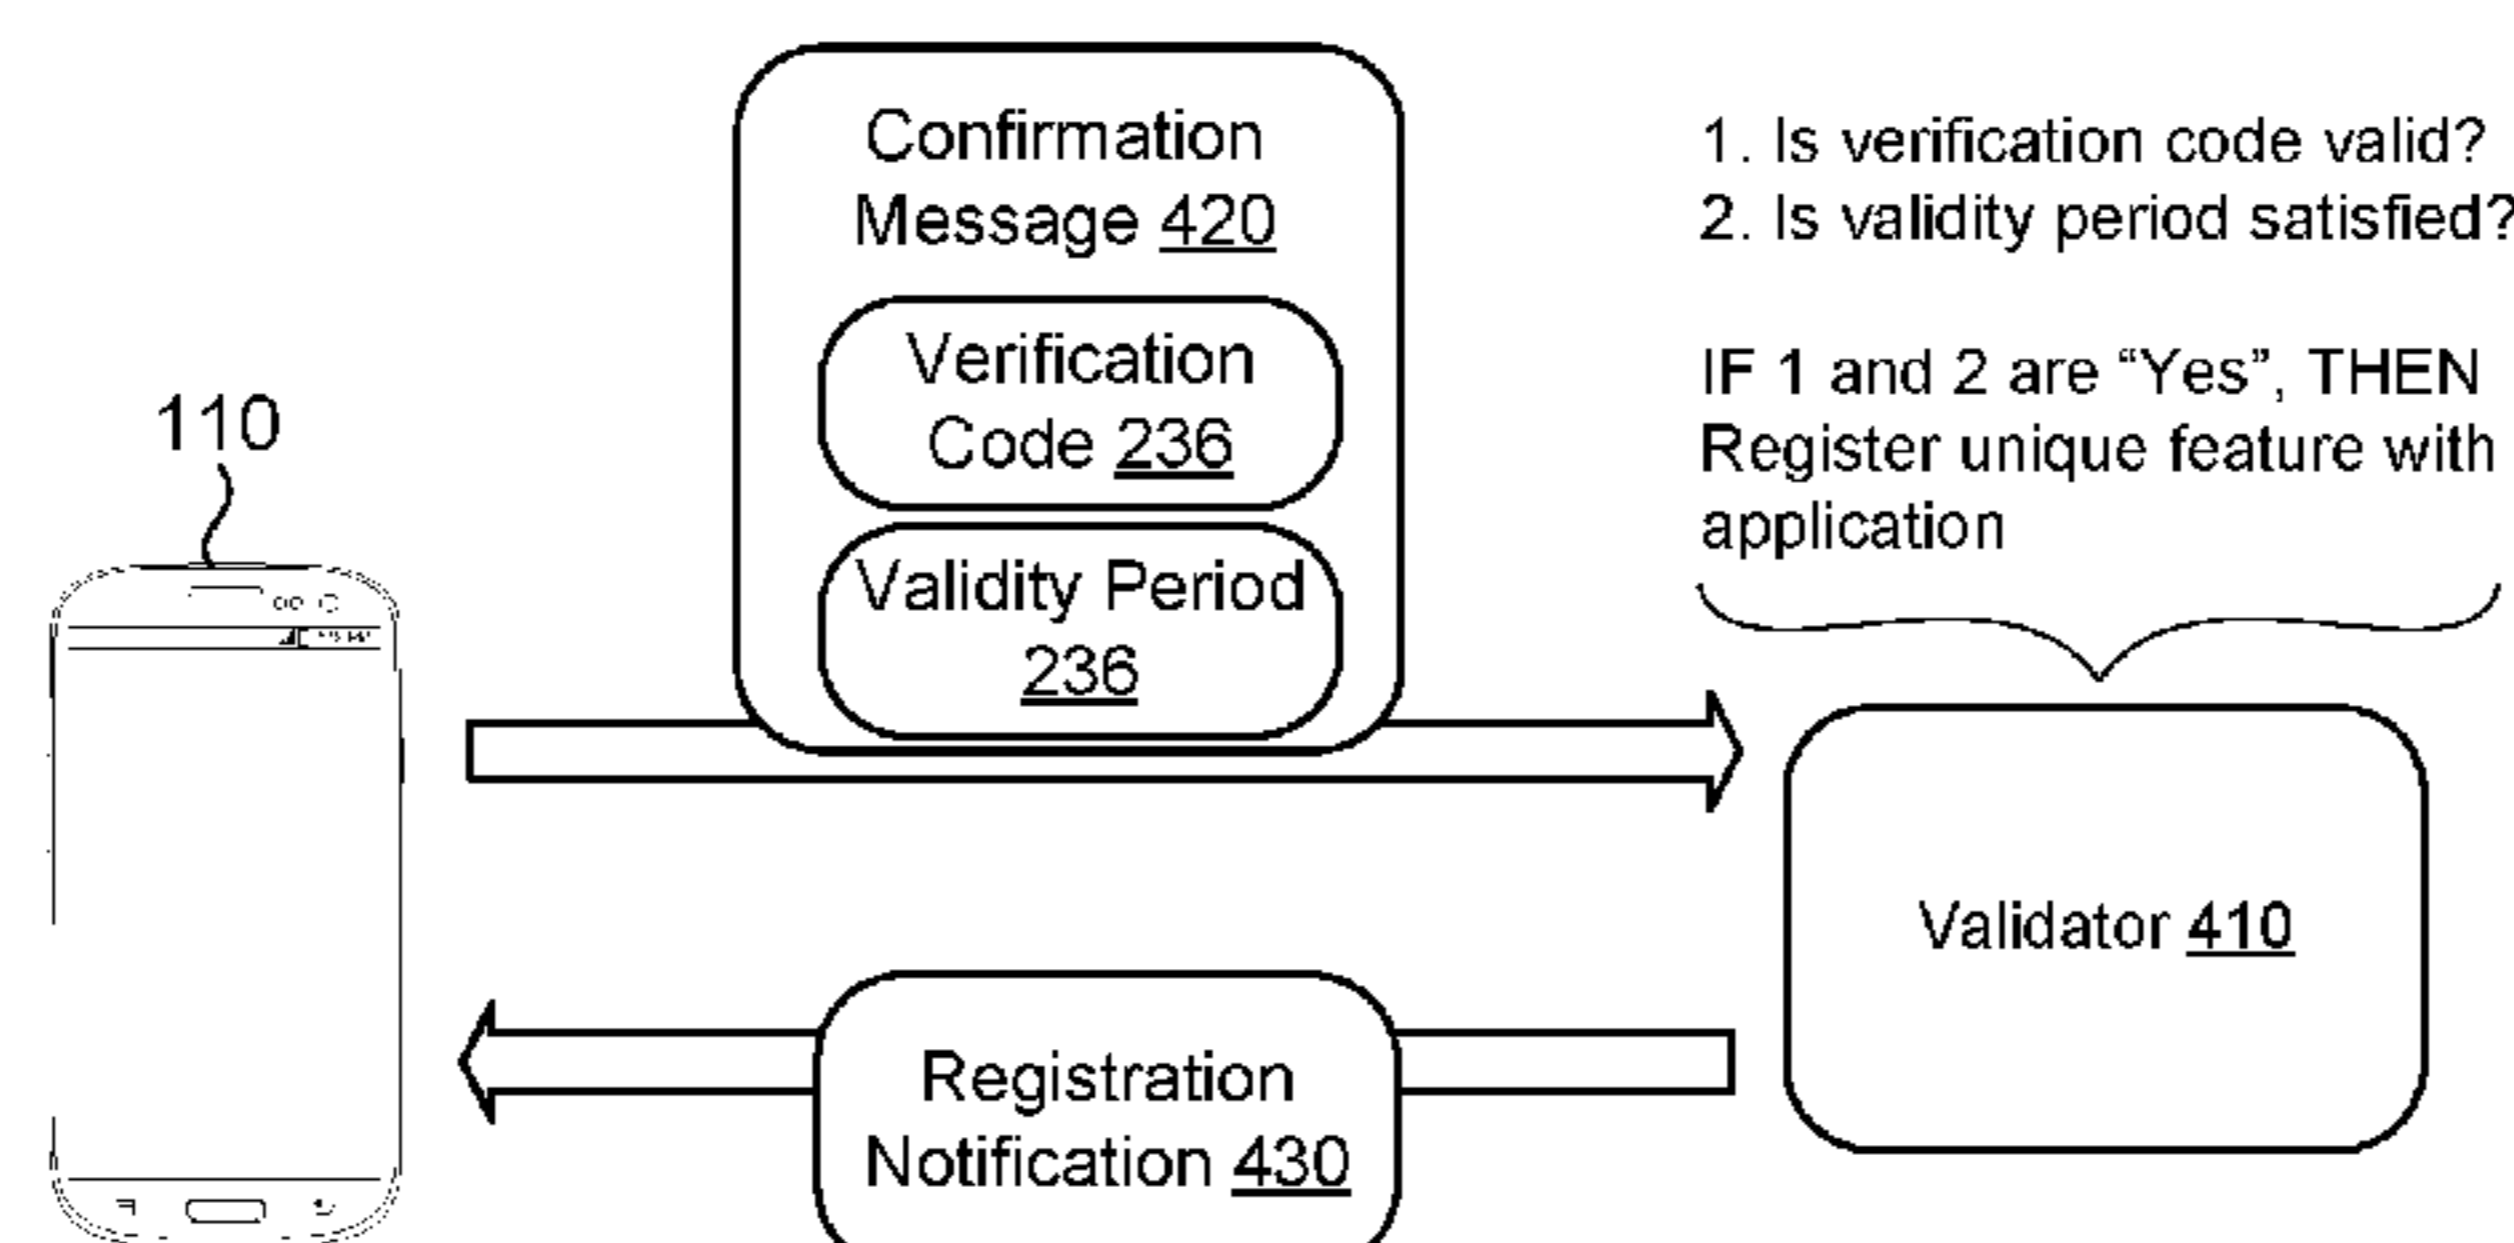 Confirmation
Message 420
Verification
Code 236
Validity Period
236
1. Is verification code valid?
2. Is validity period satisfied?
IF 1 and 2 are “Yes”, THEN
Register unique feature with
application
110
Validator 410
Registration
Notification 430